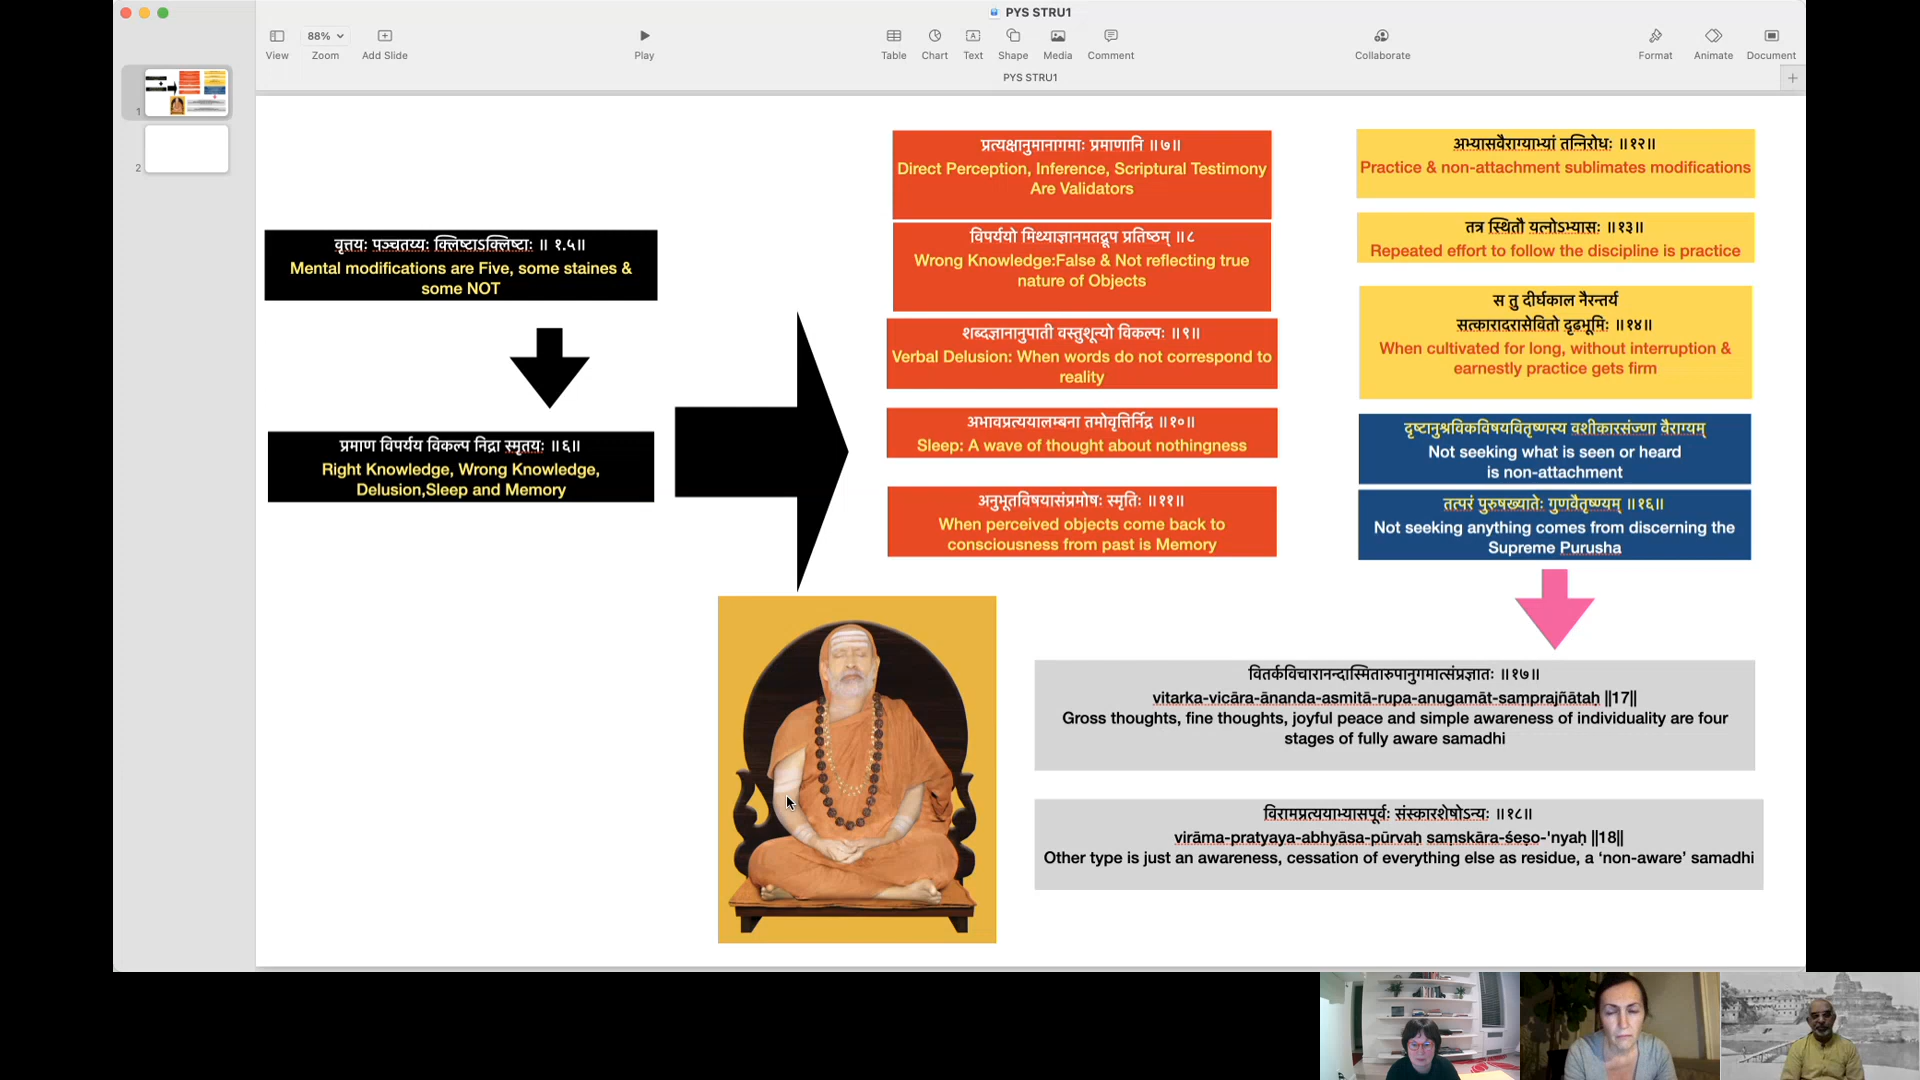 PYS STRU1
View
88%
Zoom
Add Slide
Play
Table
Chart
Text
Shape
Media
Comment
Collaborate
Format
Animate
Document
PYS STRU1
1
2
वृत्तयः पञ्चतय्यः क्लिष्टाऽक्लिष्टाः ॥ १.५॥
Mental modifications are Five, some staines &
some NOT
प्रमाण विपर्यय विकल्प निद्रा स्मृतयः ॥६॥
Right Knowledge, Wrong Knowledge,
Delusion,Sleep and Memory
प्रत्यक्षानुमानागमाः प्रमाणानि ॥७॥
Direct Perception, Inference, Scriptural Testimony
Are Validators
विपर्ययो मिथ्याज्ञानमतद्रूप प्रतिष्ठम् ॥८
Wrong Knowledge:False & Not reflecting true
nature of Objects
शब्दज्ञानानुपाती वस्तुशून्यो विकल्पः ॥९॥
Verbal Delusion: When words do not correspond to
reality
अभावप्रत्ययालम्बना तमोवृत्तिर्निद्र ॥१०॥
Sleep: A wave of thought about nothingness
अनुभूतविषयासंप्रमोषः स्मृतिः ॥११॥
When perceived objects come back to
consciousness from past is Memory
अभ्यासवैराग्याभ्यां तन्निरोधः ॥१२॥
Practice & non-attachment sublimates modifications
तत्र स्थितौ यत्नोऽभ्यासः ॥१३॥
Repeated effort to follow the discipline is practice
स तु दीर्घकाल नैरन्तर्य
सत्कारादरासेवितो दृढभूमिः ॥१४॥
When cultivated for long, without interruption &
earnestly practice gets firm
दृष्टानुश्रविकविषयवितृष्णस्य वशीकारसंज्णा वैराग्यम्
Not seeking what is seen or heard
is non-attachment
तत्परं पुरुषख्यातेः गुणवैतृष्ण्यम् ॥१६॥
Not seeking anything comes from discerning the
Supreme Purusha
वितर्कविचारानन्दास्मितारुपानुगमात्संप्रज्ञातः ॥१७॥
vitarka-vicāra-ānanda-asmitā-rupa-anugamāt-saṃprajñātaḥ ||17||
Gross thoughts, fine thoughts, joyful peace and simple awareness of individuality are four
stages of fully aware samadhi
विरामप्रत्ययाभ्यासपूर्वः संस्कारशेषोऽन्यः ॥१८॥
virāma-pratyaya-abhyāsa-pūrvaḥ saṃskāra-śeṣo-'nyaḥ ||18||
Other type is just an awareness, cessation of everything else as residue, a ‘non-aware’ samadhi